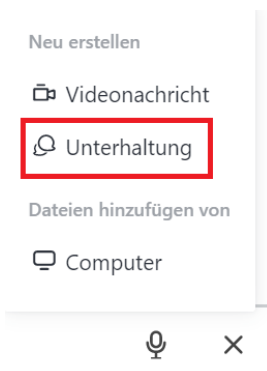 Neu erstellen
Videonachricht
Unterhaltung
Dateien hinzufügen von
Computer